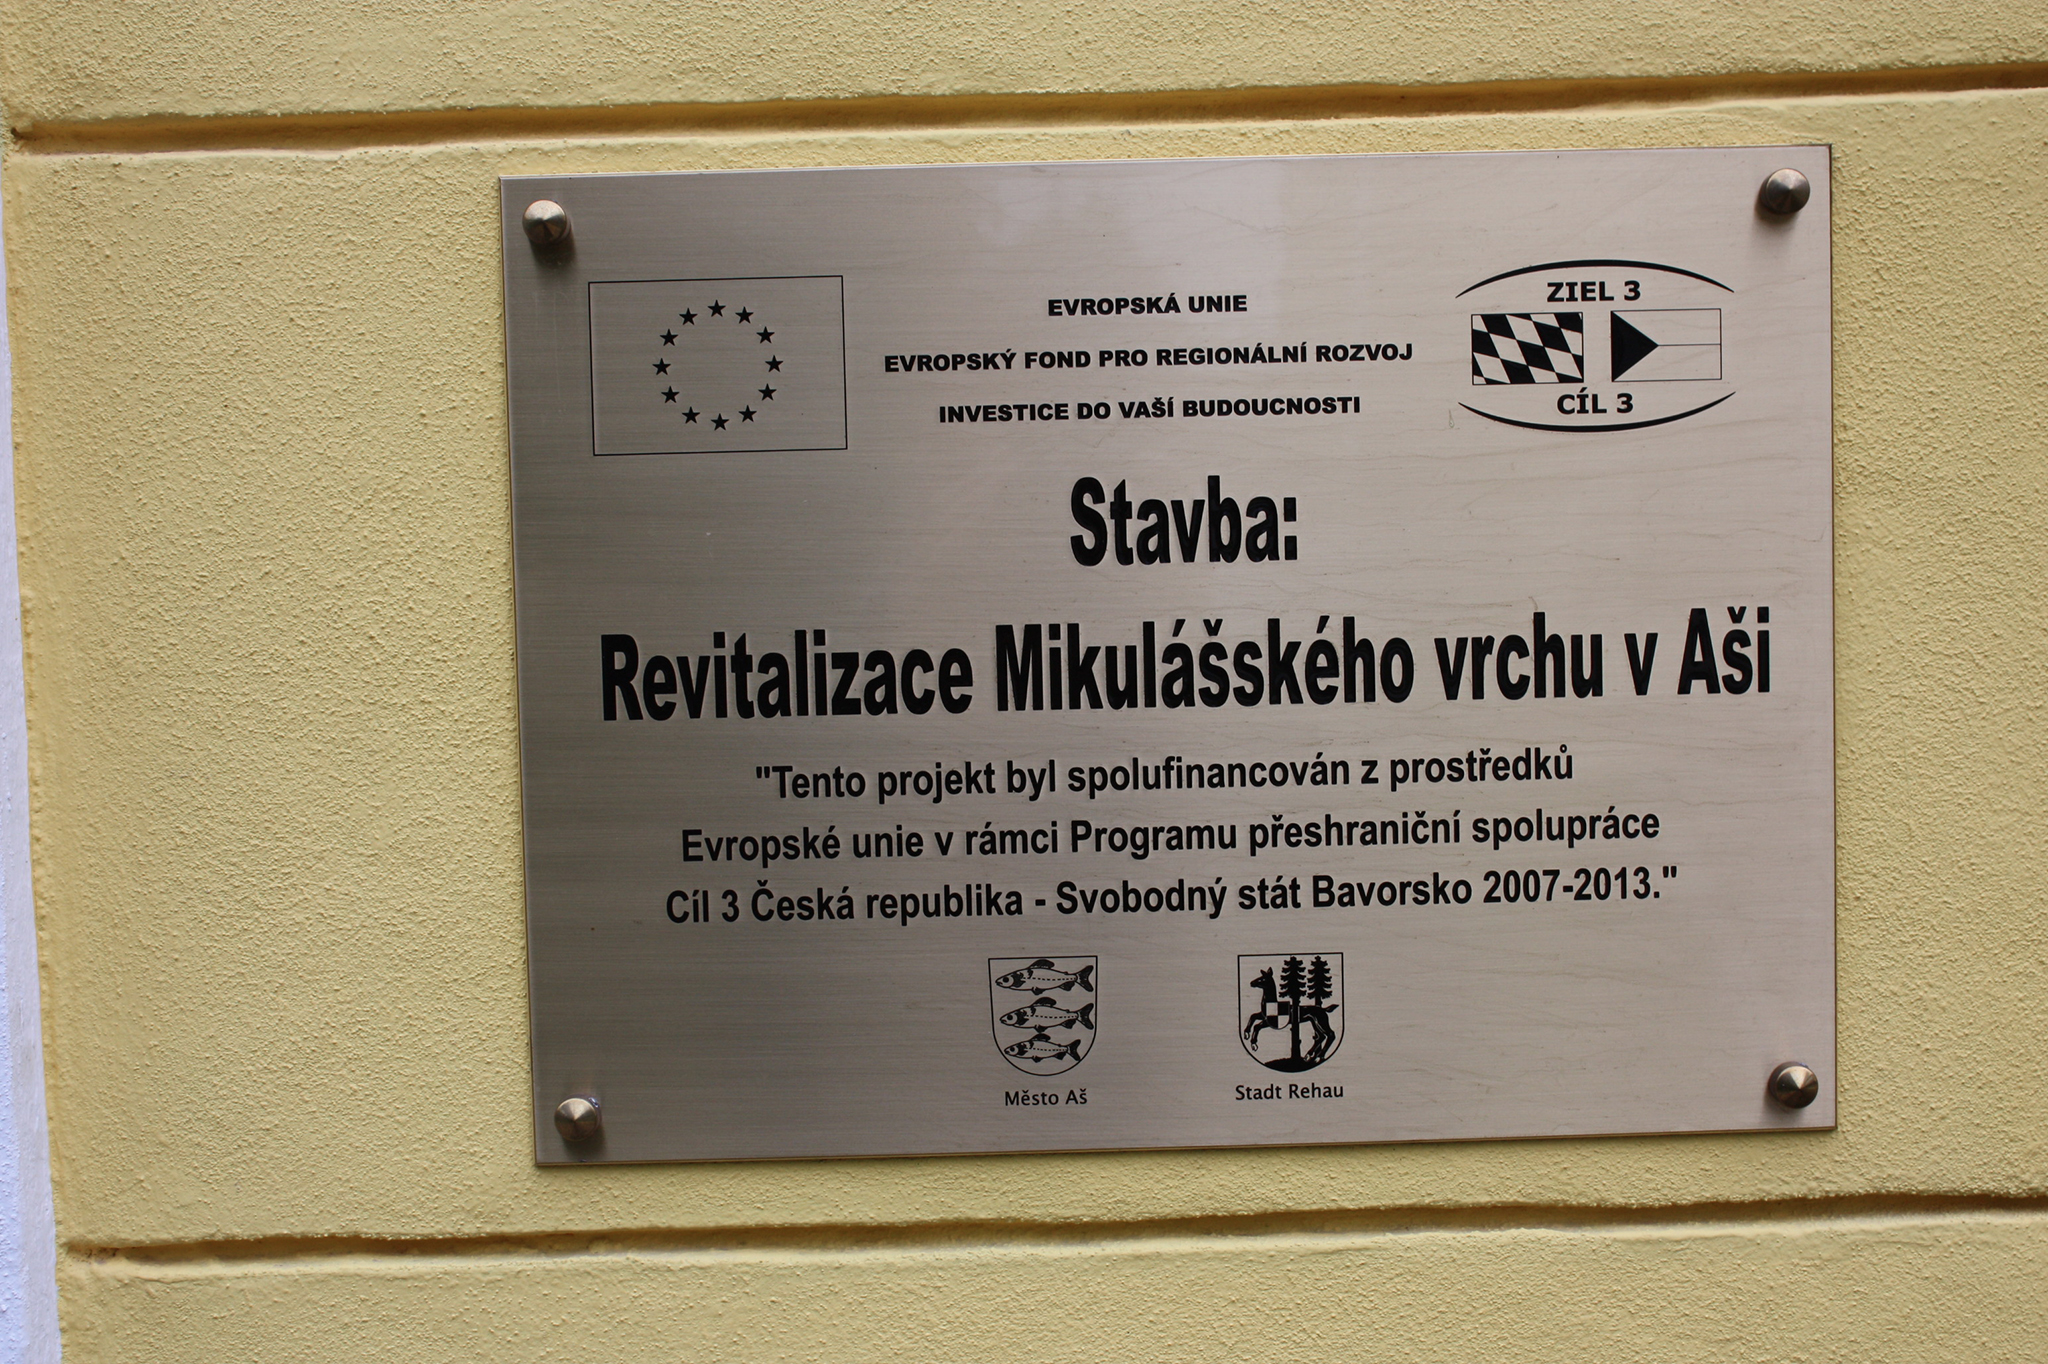 EVROPSKÁ UNIE
EVROPSKÝ FOND PRO REGIONÁLNÍ ROZVOJ
INVESTICE DO VAŠÍ BUDOUCNOSTI
ZIEL 3
CÍL 3
Stavba:
Revitalizace Mikulášského vrchu v Aši
"Tento projekt byl spolufinancován z prostředků
Evropské unie v rámci Programu přeshraniční spolupráce
Cíl 3 Česká republika - Svobodný stát Bavorsko 2007-2013."
Město Aš
Stadt Rehau